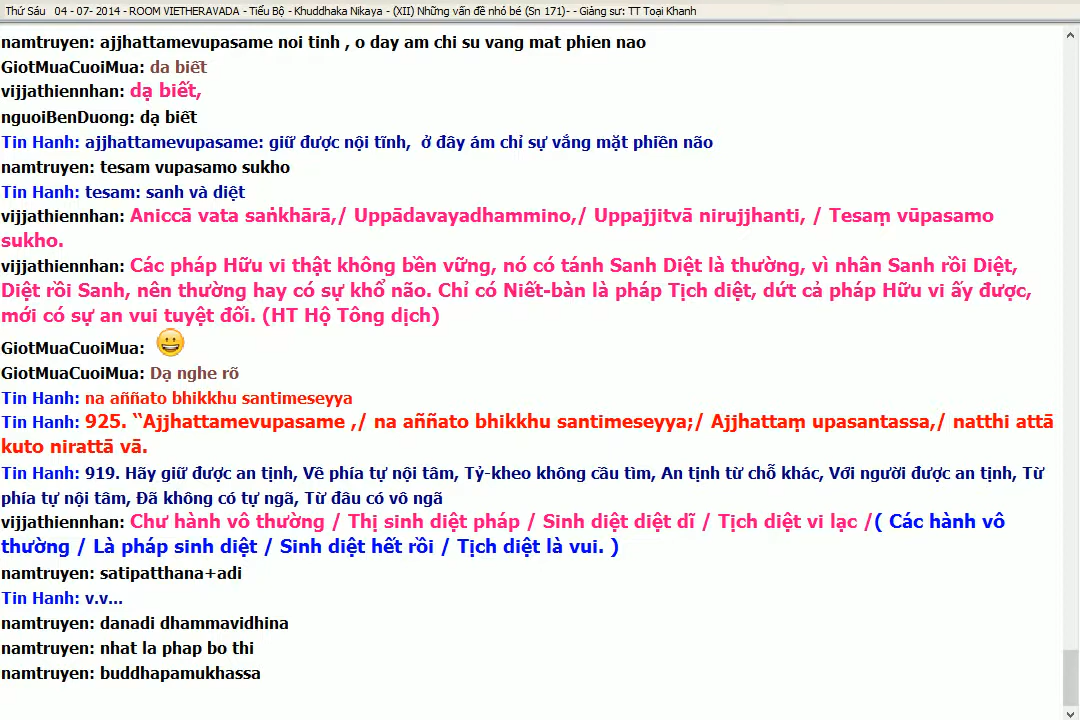 Thứ Sáu 04 - 07- 2014 - ROOM VIETHERAVADA - Tiểu Bộ - Khuddhaka Nikaya - (XII) Những vấn đề nhỏ bé (Sn 171)- - Giảng sư: TT Toại Khanh
namtruyen: ajjhattamevupasame noi tinh , o day am chi su vang mat phien nao
GiotMuaCuoiMua: da biết
vijjathiennhan: dạ biết,
nguoiBenDuong: dạ biết
Tin Hanh: ajjhattamevupasame: giữ được nội tĩnh, ở đây ám chỉ sự vắng mặt phiền não
namtruyen: tesam vupasamo sukho
Tin Hanh: tesam: sanh và diệt
vijjathiennhan: Aniccā vata saṅkhārā,/ Uppādavayadhammino,/ Uppajjitvā nirujjhanti, / Tesaṃ vūpasamo
sukho.
vijjathiennhan: Các pháp Hữu vi thật không bền vững, nó có tánh Sanh Diệt là thường, vì nhân Sanh rồi Diệt,
Diệt rồi Sanh, nên thường hay có sự khổ não. Chỉ có Niết-bàn là pháp Tịch diệt, dứt cả pháp Hữu vi ấy được,
mới có sự an vui tuyệt đối. (HT Hộ Tông dịch)
GiotMuaCuoiMua:
GiotMuaCuoiMua: Dạ nghe rõ
Tin Hanh: na aññato bhikkhu santimeseyya
Tin Hanh: 925. “Ajjhattamevupasame ,/ na aññato bhikkhu santimeseyya;/ Ajjhattaṃ upasantassa,/ natthi attā
kuto nirattā vā.
Tin Hanh: 919. Hãy giữ được an tịnh, Về phía tự nội tâm, Tỷ-kheo không cầu tìm, An tịnh từ chỗ khác, Với người được an tịnh, Từ
phía tự nội tâm, Đã không có tự ngã, Từ đâu có vô ngã
vijjathiennhan: Chư hành vô thường / Thị sinh diệt pháp / Sinh diệt diệt dĩ / Tịch diệt vi lạc /( Các hành vô
thường / Là pháp sinh diệt / Sinh diệt hết rồi / Tịch diệt là vui. )
namtruyen: satipatthana+adi
Tin Hanh: v.v...
namtruyen: danadi dhammavidhina
namtruyen: nhat la phap bo thi
namtruyen: buddhapamukhassa